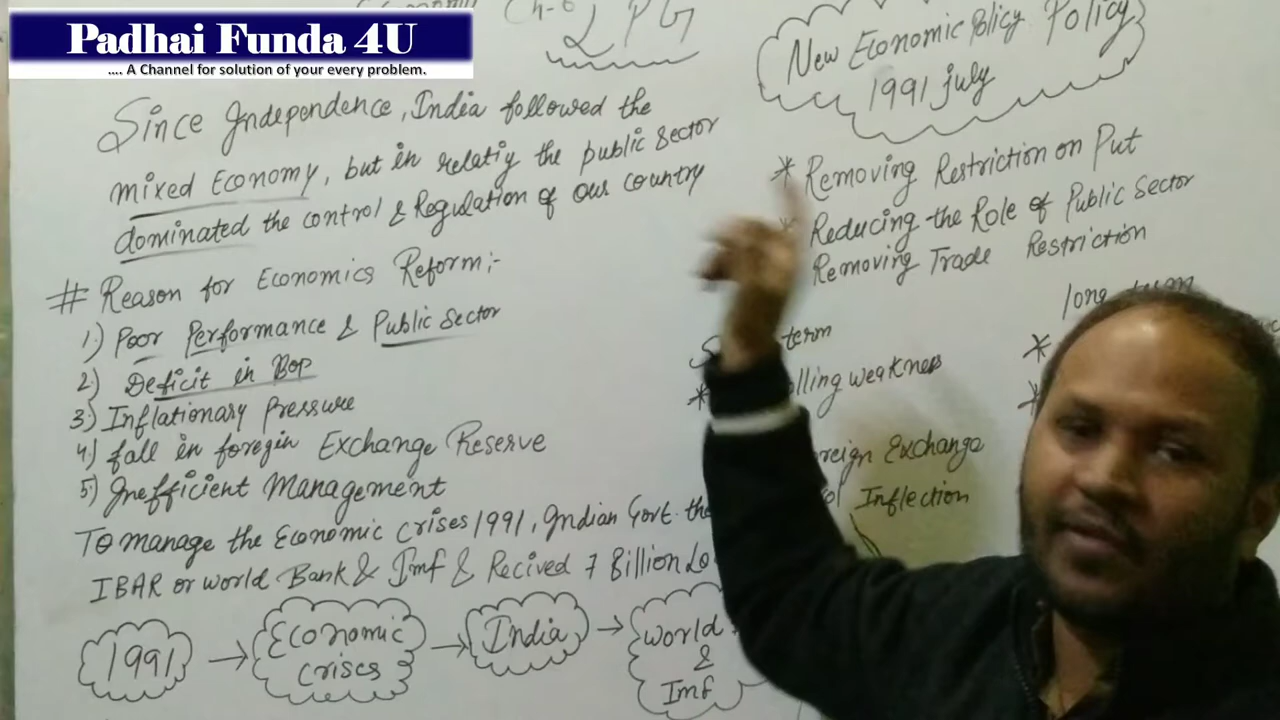 Padhai Funda 4U
.... A Channel for solution of your every problem.
LPG
New Economic Policy Policy
1991 july
Since Independence, India followed the
mixed Economy, but in relatiy the public Sector
dominated the control & Regulation of our country
# Reason for Economics Reform:-
1.) Poor Performance & Public Sector
2.) Deficit in Bop
3.) Inflationary Pressure
4) fall in foregin Exchange Reserve
5.) Inefficient Management
To manage the Economic crises 1991, Indian Govt. the
IBAR or world Bank & Imf & Recived 7 Billion
1991 → Economic crises → India → world & Imf
* Removing Restriction on Put
* Reducing the Role of Public Sector
Removing Trade Restriction
term
long term
* lling weakness
*
*
reign Exchange
ol Inflection